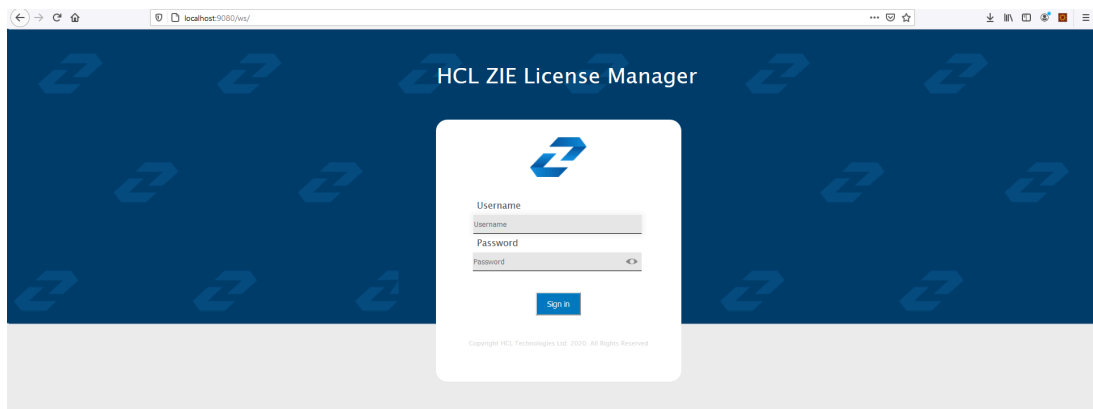 localhost:9080/ws/
HCL ZIE License Manager
Username
Username
Password
Password
Sign in
Copyright HCL Technologies Ltd. 2020. All Rights Reserved